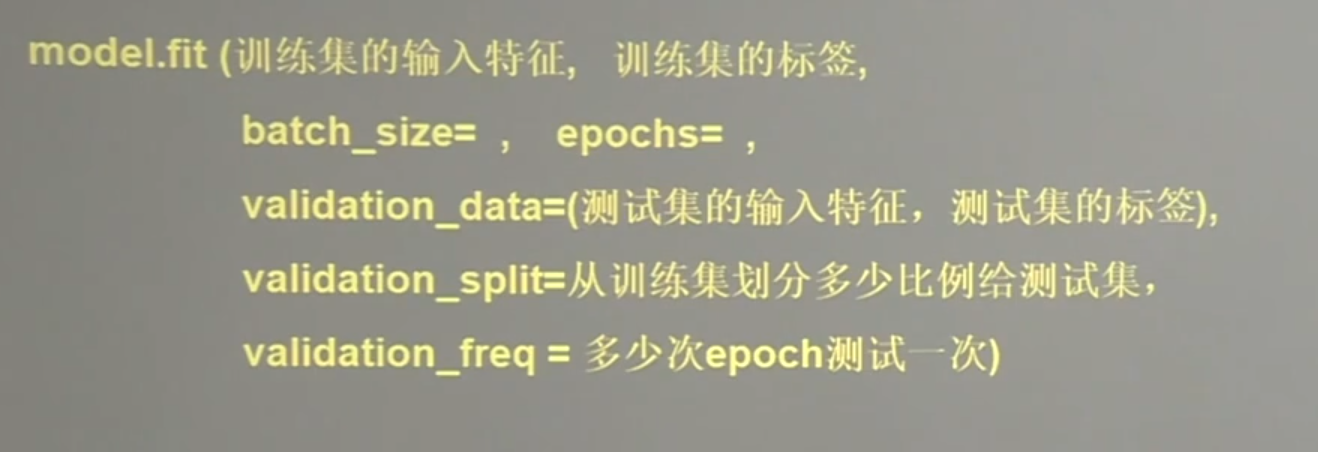 model.fit (训练集的输入特征, 训练集的标签,
batch_size= , epochs= ,
validation_data=(测试集的输入特征，测试集的标签),
validation_split=从训练集划分多少比例给测试集，
validation_freq = 多少次epoch测试一次)